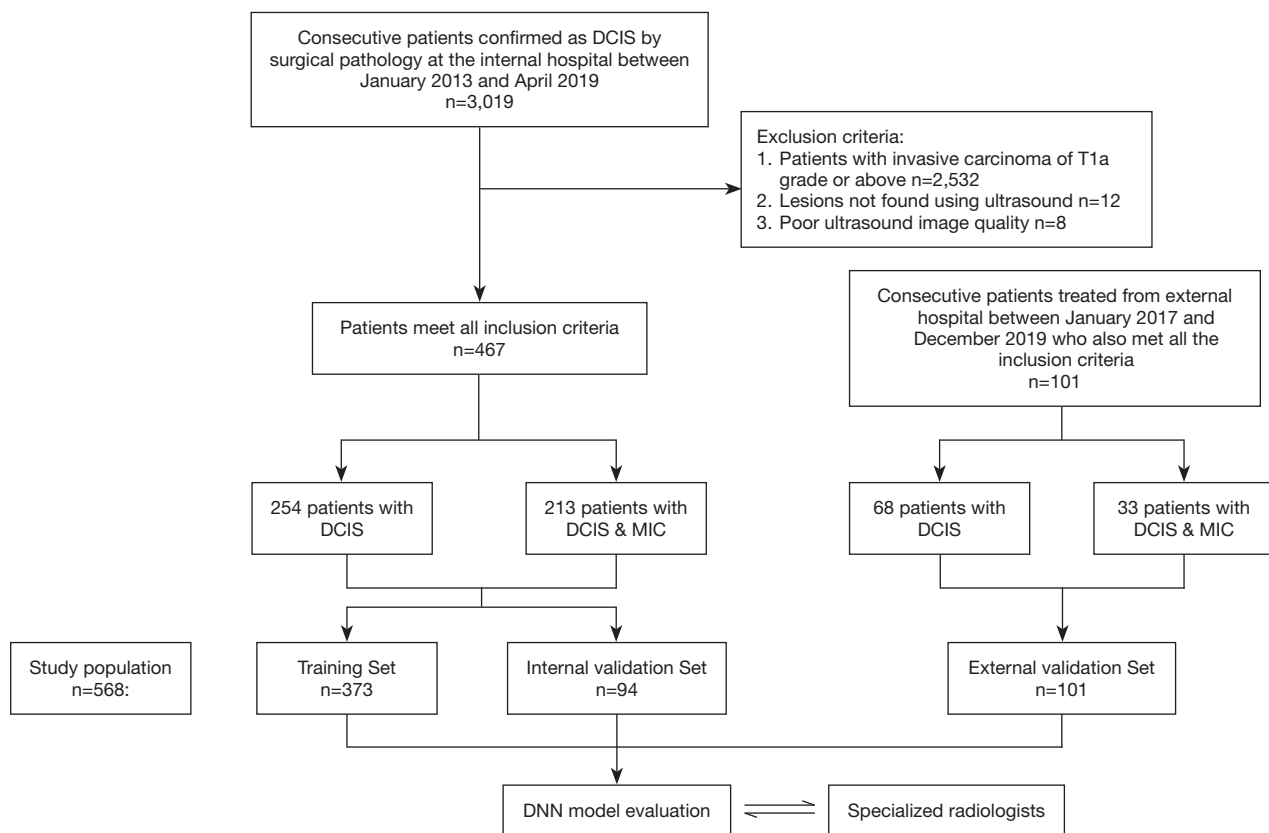 Consecutive patients confirmed as DCIS by
surgical pathology at the internal hospital between
January 2013 and April 2019
n=3,019
Exclusion criteria:
1. Patients with invasive carcinoma of T1a
grade or above n=2,532
2. Lesions not found using ultrasound n=12
3. Poor ultrasound image quality n=8
Patients meet all inclusion criteria
n=467
Consecutive patients treated from external
hospital between January 2017 and
December 2019 who also met all the
inclusion criteria
n=101
254 patients with
DCIS
213 patients with
DCIS & MIC
68 patients with
DCIS
33 patients with
DCIS & MIC
Study population
n=568:
Training Set
n=373
Internal validation Set
n=94
External validation Set
n=101
DNN model evaluation
Specialized radiologists